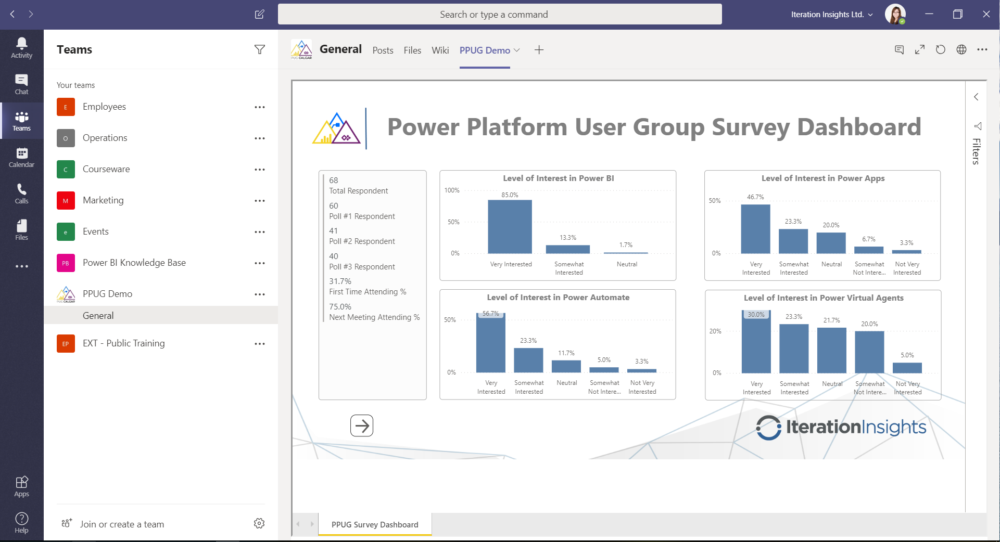 Search or type a command
Iteration Insights Ltd.
Activity
Chat
Teams
Calendar
Calls
Files
Apps
Help
Teams
Your teams
E
Employees
O
Operations
C
Courseware
M
Marketing
e
Events
PB
Power BI Knowledge Base
PUG CALGAR
PPUG Demo
General
EP
EXT - Public Training
Join or create a team
PUG CALGAR
General
Posts
Files
Wiki
PPUG Demo
Filters
Power Platform User Group Survey Dashboard
68
Total Respondent
60
Poll #1 Respondent
41
Poll #2 Respondent
40
Poll #3 Respondent
31.7%
First Time Attending %
75.0%
Next Meeting Attending %
Level of Interest in Power BI
100%
50%
0%
85.0%
13.3%
1.7%
Very Interested
Somewhat
Interested
Neutral
Level of Interest in Power Apps
50%
0%
46.7%
23.3%
20.0%
6.7%
3.3%
Very
Interested
Somewhat
Interested
Neutral
Somewhat
Not Intere...
Not Very
Interested
Level of Interest in Power Automate
50%
0%
56.7%
23.3%
11.7%
5.0%
3.3%
Very
Interested
Somewhat
Interested
Neutral
Somewhat
Not Intere...
Not Very
Interested
Level of Interest in Power Virtual Agents
20%
0%
30.0%
23.3%
21.7%
20.0%
5.0%
Very
Interested
Somewhat
Interested
Neutral
Somewhat
Not Intere...
Not Very
Interested
IterationInsights
PPUG Survey Dashboard